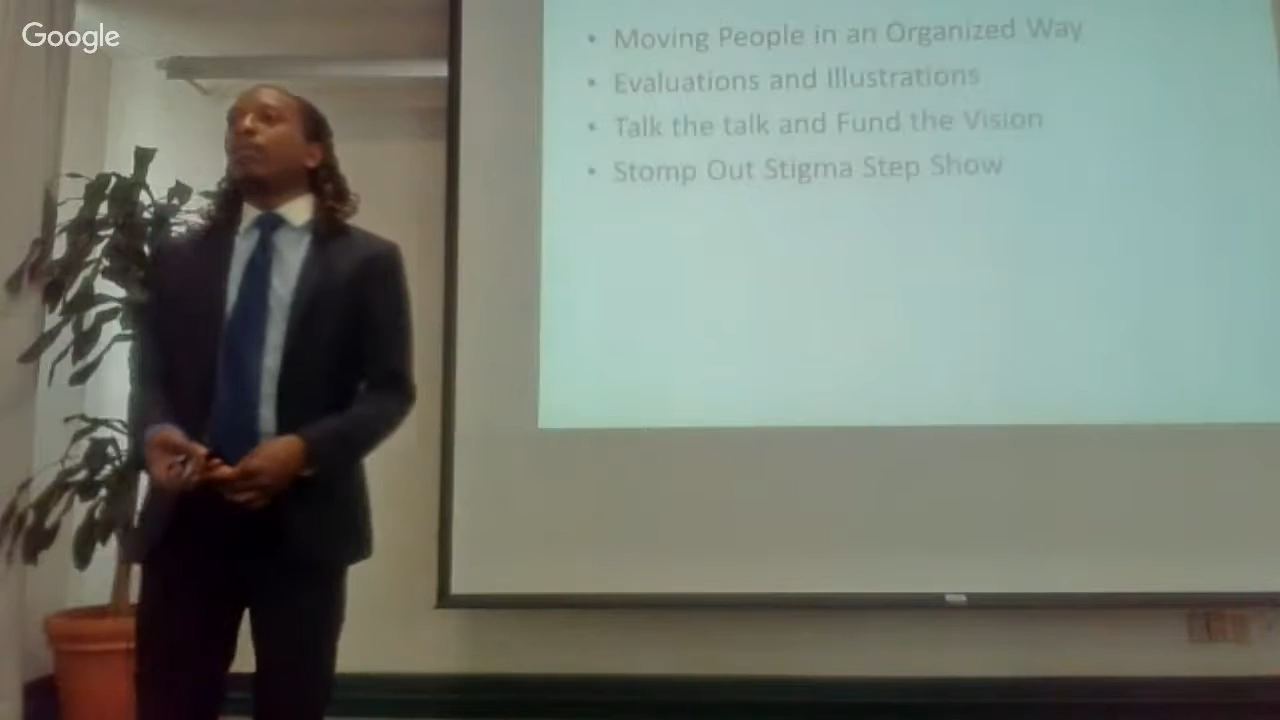 Google
• Moving People in an Organized Way
• Evaluations and Illustrations
• Talk the talk and Fund the Vision
• Stomp Out Stigma Step Show